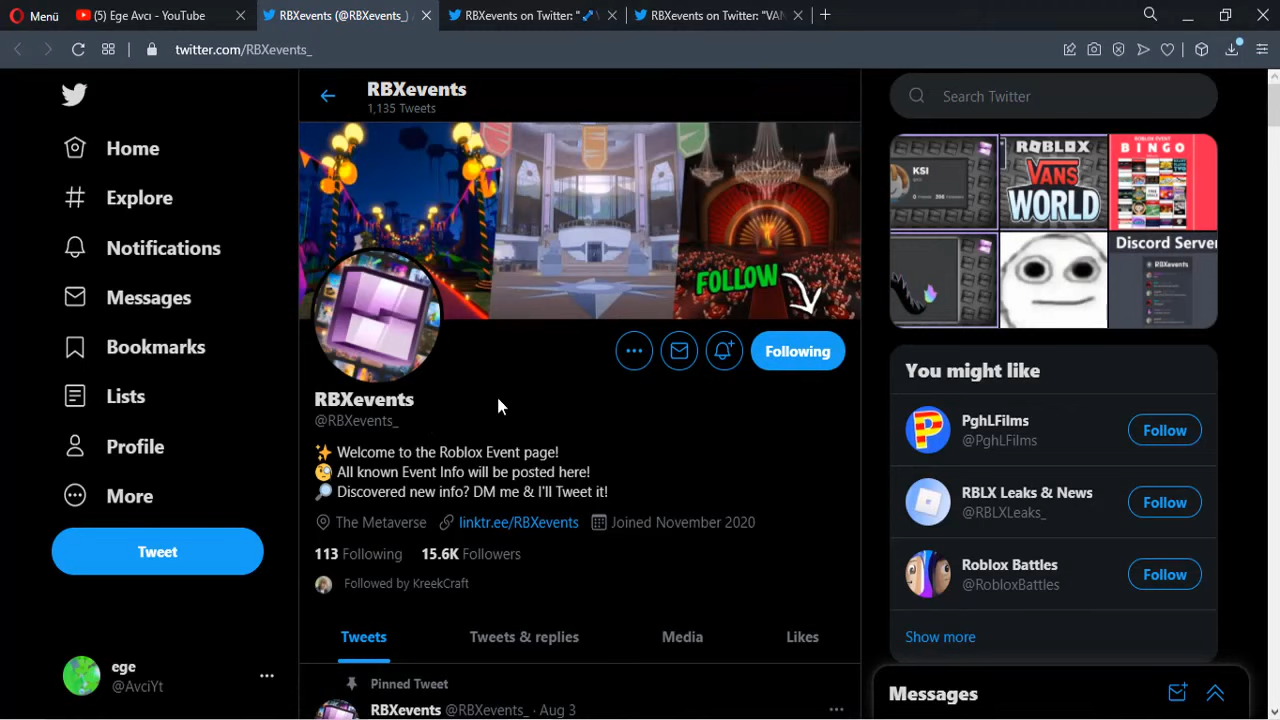 Menü
(5) Ege Avcı - YouTube
RBXevents (@RBXevents_)
RBXevents on Twitter: "
RBXevents on Twitter: "VAN
twitter.com/RBXevents_
RBXevents
1,135 Tweets
Home
Explore
Notifications
Messages
Bookmarks
Lists
Profile
More
Tweet
ege
@AvciYt
FOLLOW
Following
RBXevents
@RBXevents_
✨ Welcome to the Roblox Event page!
🧐 All known Event Info will be posted here!
🔎 Discovered new info? DM me & I'll Tweet it!
The Metaverse linktr.ee/RBXevents Joined November 2020
113 Following 15.6K Followers
Followed by KreekCraft
Tweets Tweets & replies Media Likes
Pinned Tweet
RBXevents @RBXevents_ · Aug 3
Search Twitter
KSI
ROBLOX
VANS
WORLD
ROBLOX EVENT
BINGO
Discord Server
RBXevents
You might like
PghLFilms
@PghLFilms
Follow
RBLX Leaks & News
@RBLXLeaks_
Follow
Roblox Battles
@RobloxBattles
Follow
Show more
Messages